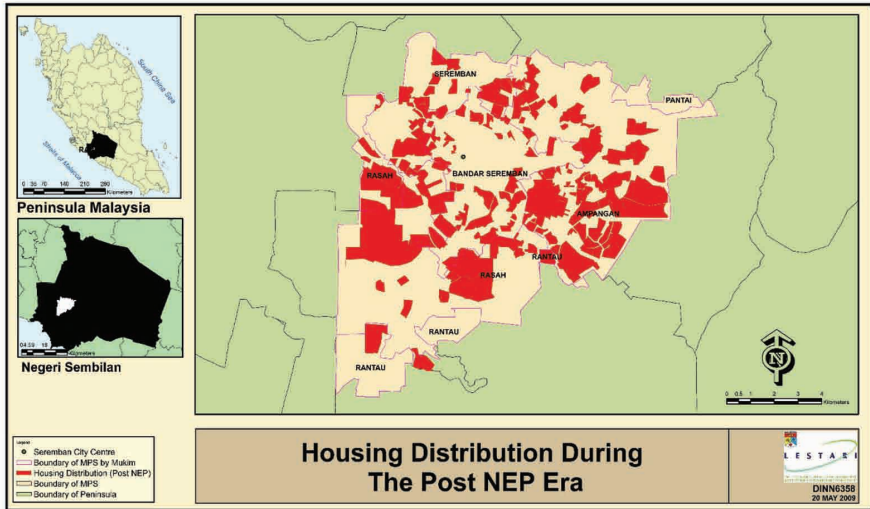 South China Sea
Straits of Malacca
0 35 70 140 210 280
Kilometers
Peninsula Malaysia
Kilometers
Negeri Sembilan
SEREMBAN
PANTAI
RASAH
BANDAR SEREMBAN
AMPANGAN
RANTAU
RASAH
RANTAU
RANTAU
N
0 0.5 1 2 3 4
Kilometers
Legend
Seremban City Centre
Boundary of MPS by Mukim
Housing Distribution (Post NEP)
Boundary of MPS
Boundary of Peninsula
Housing Distribution During
The Post NEP Era
LESTARI
DINN6358
20 MAY 2009